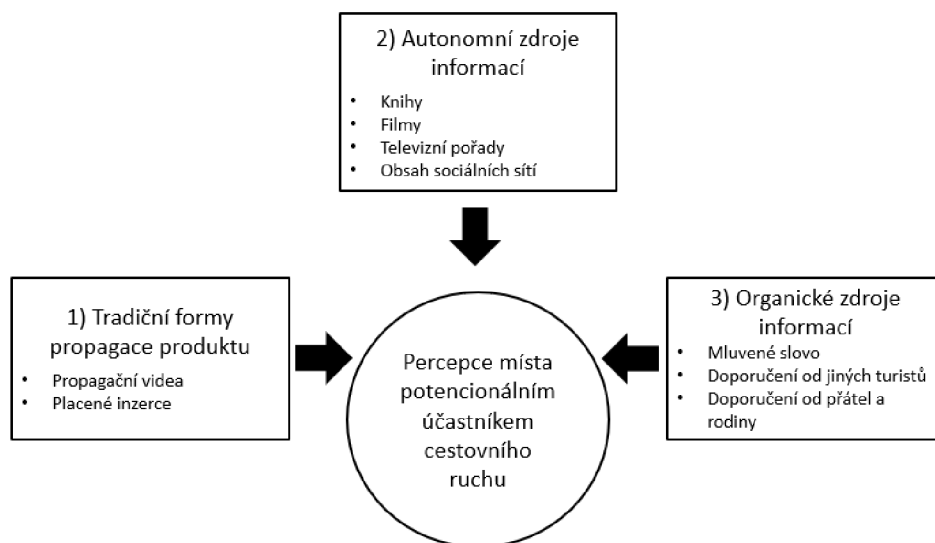 2) Autonomní zdroje
informací
• Knihy
• Filmy
• Televizní pořady
• Obsah sociálních sítí
1) Tradiční formy
propagace produktu
• Propagační videa
• Placené inzerce
Percepce místa
potencionálním
účastníkem
cestovního
ruchu
3) Organické zdroje
informací
• Mluvené slovo
• Doporučení od jiných turistů
• Doporučení od přátel a
rodiny